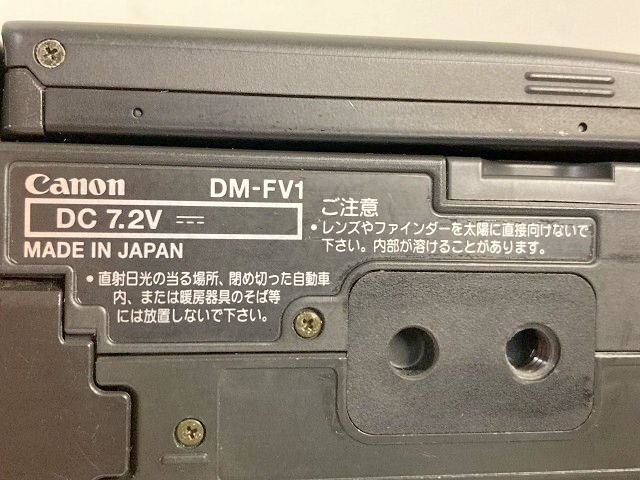 Canon DM-FV1
DC 7.2V ⎓
MADE IN JAPAN
ご注意
•レンズやファインダーを太陽に直接向けないで
下さい。内部が溶けることがあります。
•直射日光の当る場所、閉め切った自動車
内、または暖房器具のそば等
には放置しないで下さい。